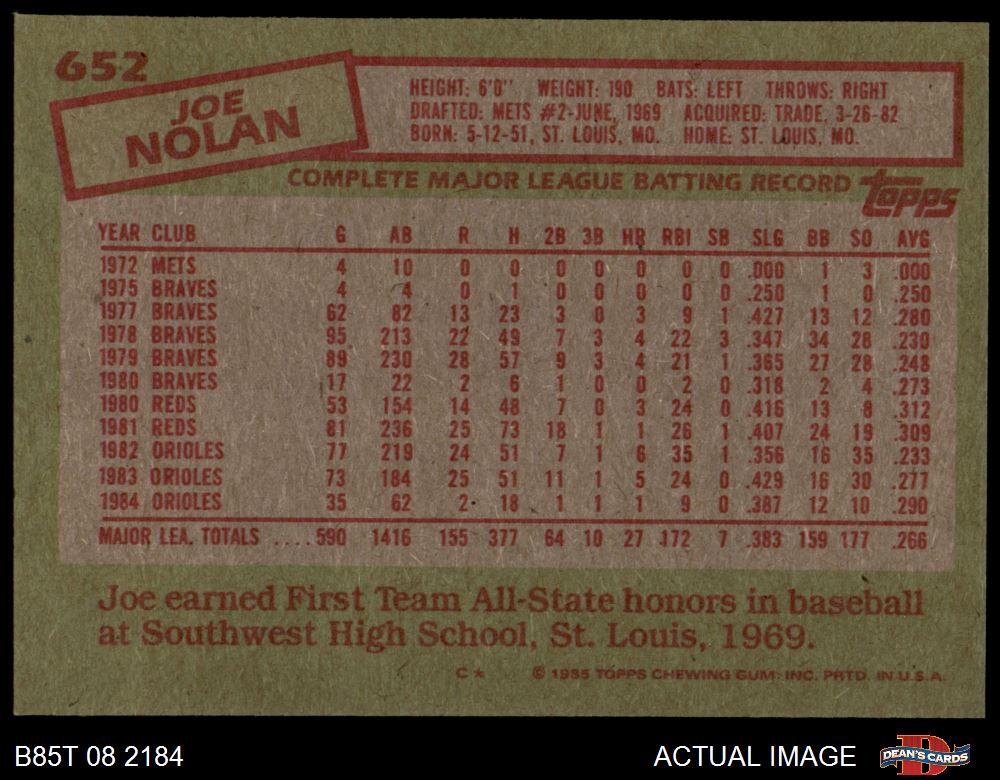 652
JOE
NOLAN
HEIGHT: 6'0" WEIGHT: 190 BATS: LEFT THROWS: RIGHT
DRAFTED: METS #2-JUNE, 1969 ACQUIRED: TRADE, 3-26-82
BORN: 5-12-51, ST. LOUIS, MO. HOME: ST. LOUIS, MO.
COMPLETE MAJOR LEAGUE BATTING RECORD topps
YEAR CLUB G AB R H 2B 3B HR RBI SB SLG BB SO AVG
1972 METS 4 10 0 0 0 0 0 0 0 .000 1 3 .000
1975 BRAVES 4 4 0 1 0 0 0 0 0 .250 1 0 .250
1977 BRAVES 62 82 13 23 3 0 3 9 1 .427 13 12 .280
1978 BRAVES 95 213 22 49 7 3 4 22 3 .347 34 28 .230
1979 BRAVES 89 230 28 57 9 3 4 21 1 .365 27 28 .248
1980 BRAVES 17 22 2 6 1 0 0 2 0 .318 2 4 .273
1980 REDS 53 154 14 48 7 0 3 24 0 .416 13 8 .312
1981 REDS 81 236 25 73 18 1 1 26 1 .407 24 19 .309
1982 ORIOLES 77 219 24 51 7 1 6 35 1 .356 16 35 .233
1983 ORIOLES 73 184 25 51 11 1 5 24 0 .429 16 30 .277
1984 ORIOLES 35 62 2 18 1 1 1 9 0 .387 12 10 .290
MAJOR LEA. TOTALS ....590 1416 155 377 64 10 27 172 7 .383 159 177 .266
Joe earned First Team All-State honors in baseball
at Southwest High School, St. Louis, 1969.
C* © 1985 TOPPS CHEWING GUM, INC. PRTD. IN U.S.A.
B85T 08 2184 ACTUAL IMAGE DEAN'S CARDS